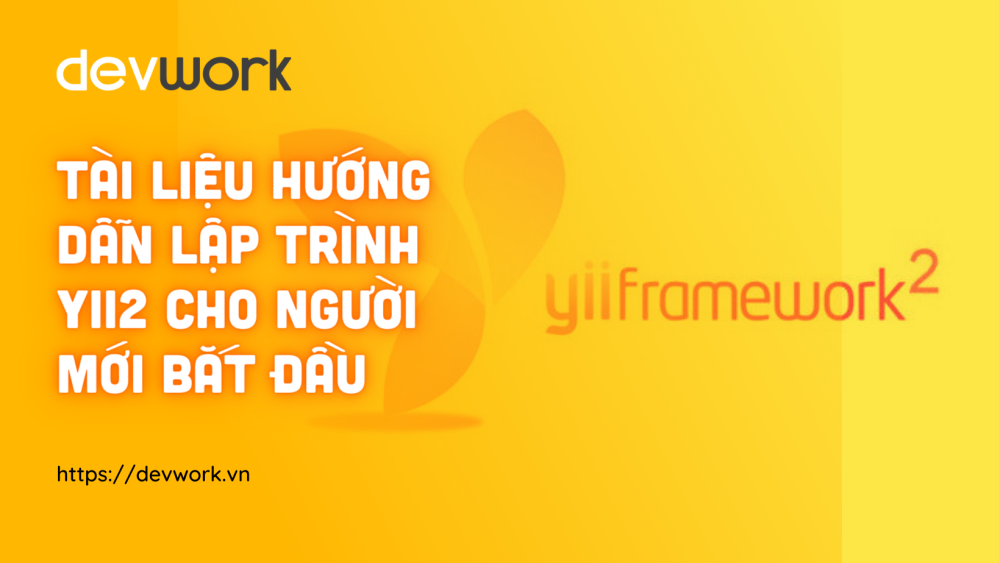 devwork
TÀI LIỆU HƯỚNG
DẪN LẬP TRÌNH
YII2 CHO NGƯỜI
MỚI BẮT ĐẦU
yiiframework2
https://devwork.vn